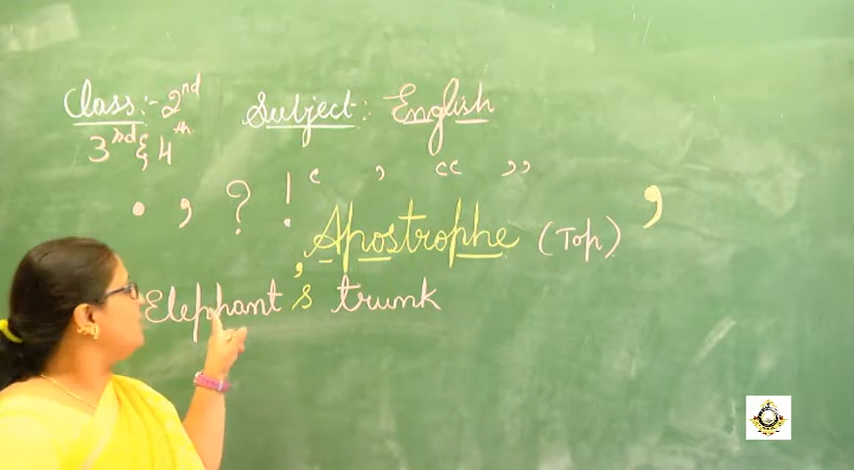 Class:- 2nd Subject: English
3rd & 4th
. , ? ! ‘ ’ “ ”
Apostrophe (Top) ’
Elephant's trunk